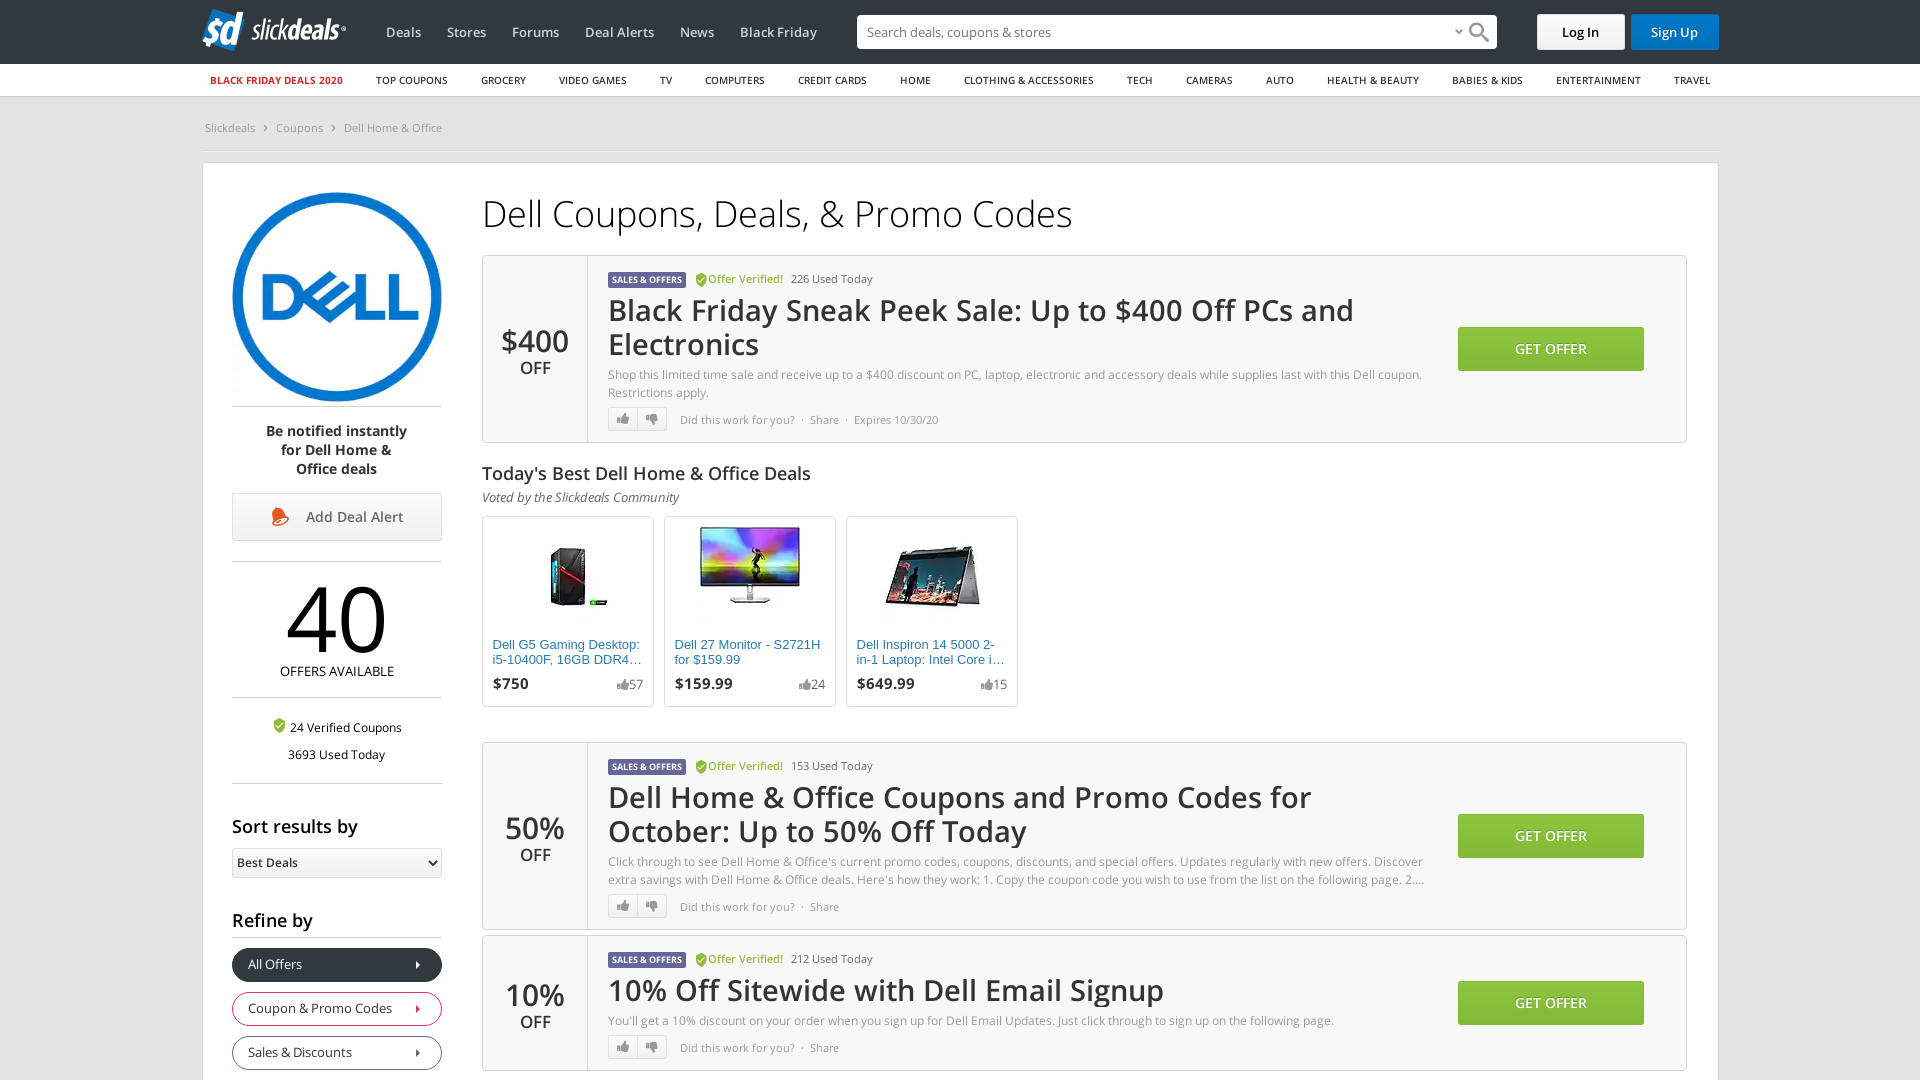 slickdeals
Deals
Stores
Forums
Deal Alerts
News
Black Friday
Search deals, coupons & stores
Log In
Sign Up
BLACK FRIDAY DEALS 2020
TOP COUPONS
GROCERY
VIDEO GAMES
TV
COMPUTERS
CREDIT CARDS
HOME
CLOTHING & ACCESSORIES
TECH
CAMERAS
AUTO
HEALTH & BEAUTY
BABIES & KIDS
ENTERTAINMENT
TRAVEL
Slickdeals > Coupons > Dell Home & Office
DELL
Be notified instantly
for Dell Home &
Office deals
Add Deal Alert
40
OFFERS AVAILABLE
24 Verified Coupons
3693 Used Today
Sort results by
Best Deals
Refine by
All Offers
Coupon & Promo Codes
Sales & Discounts
Dell Coupons, Deals, & Promo Codes
$400
OFF
SALES & OFFERS Offer Verified! 226 Used Today
Black Friday Sneak Peek Sale: Up to $400 Off PCs and
Electronics
Shop this limited time sale and receive up to a $400 discount on PC, laptop, electronic and accessory deals while supplies last with this Dell coupon.
Restrictions apply.
Did this work for you? · Share · Expires 10/30/20
GET OFFER
Today's Best Dell Home & Office Deals
Voted by the Slickdeals Community
Dell G5 Gaming Desktop:
i5-10400F, 16GB DDR4…
$750
57
Dell 27 Monitor - S2721H
for $159.99
$159.99
24
Dell Inspiron 14 5000 2-
in-1 Laptop: Intel Core i…
$649.99
15
50%
OFF
SALES & OFFERS Offer Verified! 153 Used Today
Dell Home & Office Coupons and Promo Codes for
October: Up to 50% Off Today
Click through to see Dell Home & Office's current promo codes, coupons, discounts, and special offers. Updates regularly with new offers. Discover
extra savings with Dell Home & Office deals. Here's how they work: 1. Copy the coupon code you wish to use from the list on the following page. 2....
Did this work for you? · Share
GET OFFER
10%
OFF
SALES & OFFERS Offer Verified! 212 Used Today
10% Off Sitewide with Dell Email Signup
You'll get a 10% discount on your order when you sign up for Dell Email Updates. Just click through to sign up on the following page.
Did this work for you? · Share
GET OFFER